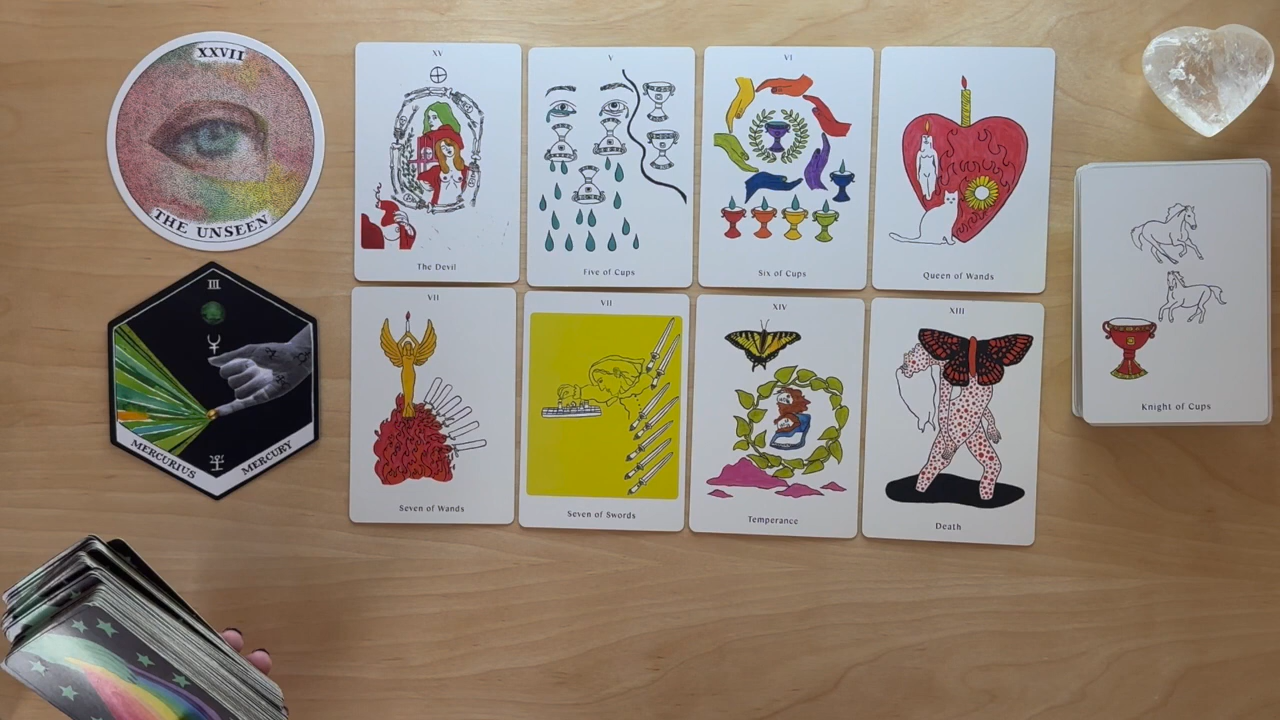 XXVII
THE UNSEEN
III
MERCURIUS
MERCURY
XV
The Devil
V
Five of Cups
VI
Six of Cups
Queen of Wands
VII
Seven of Wands
VII
Seven of Swords
XIV
Temperance
XIII
Death
Knight of Cups